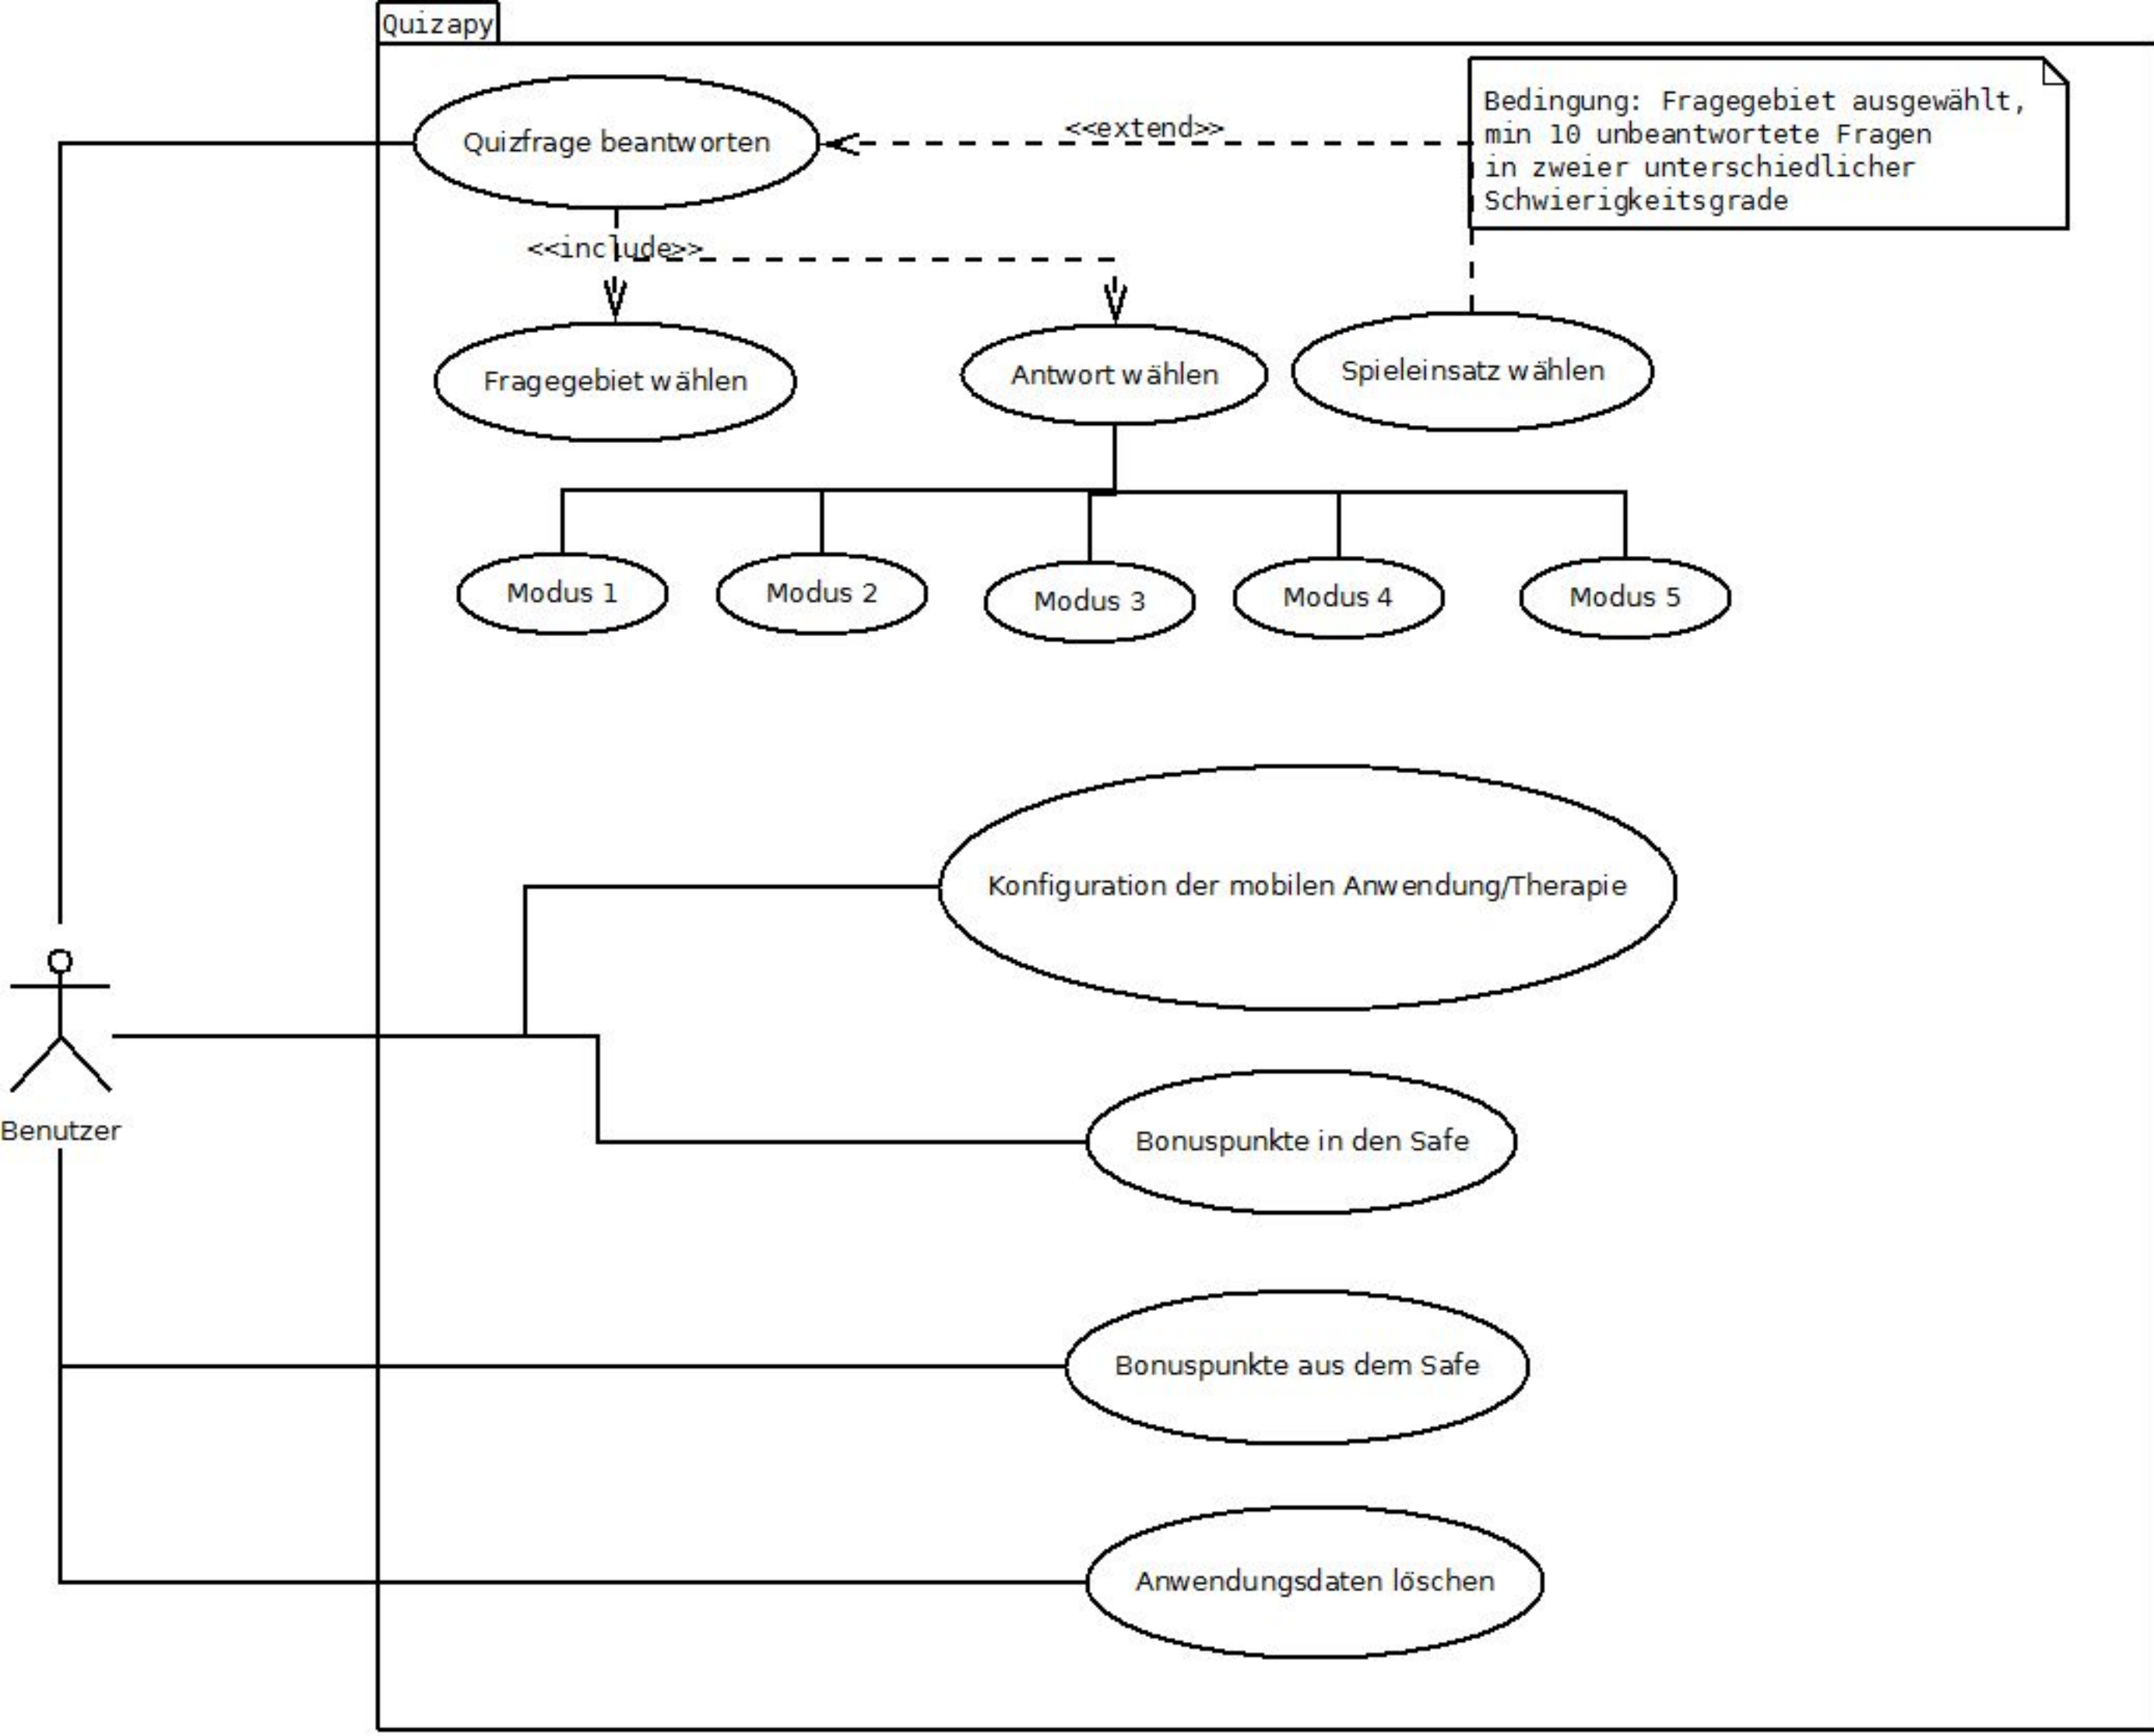 Quizapy
Bedingung: Fragegebiet ausgewählt,
min 10 unbeantwortete Fragen
in zweier unterschiedlicher
Schwierigkeitsgrade
Quizfrage beantworten
<<extend>>
<<include>>
Fragegebiet wählen
Antwort wählen
Spieleinsatz wählen
Modus 1
Modus 2
Modus 3
Modus 4
Modus 5
Konfiguration der mobilen Anwendung/Therapie
Benutzer
Bonuspunkte in den Safe
Bonuspunkte aus dem Safe
Anwendungsdaten löschen